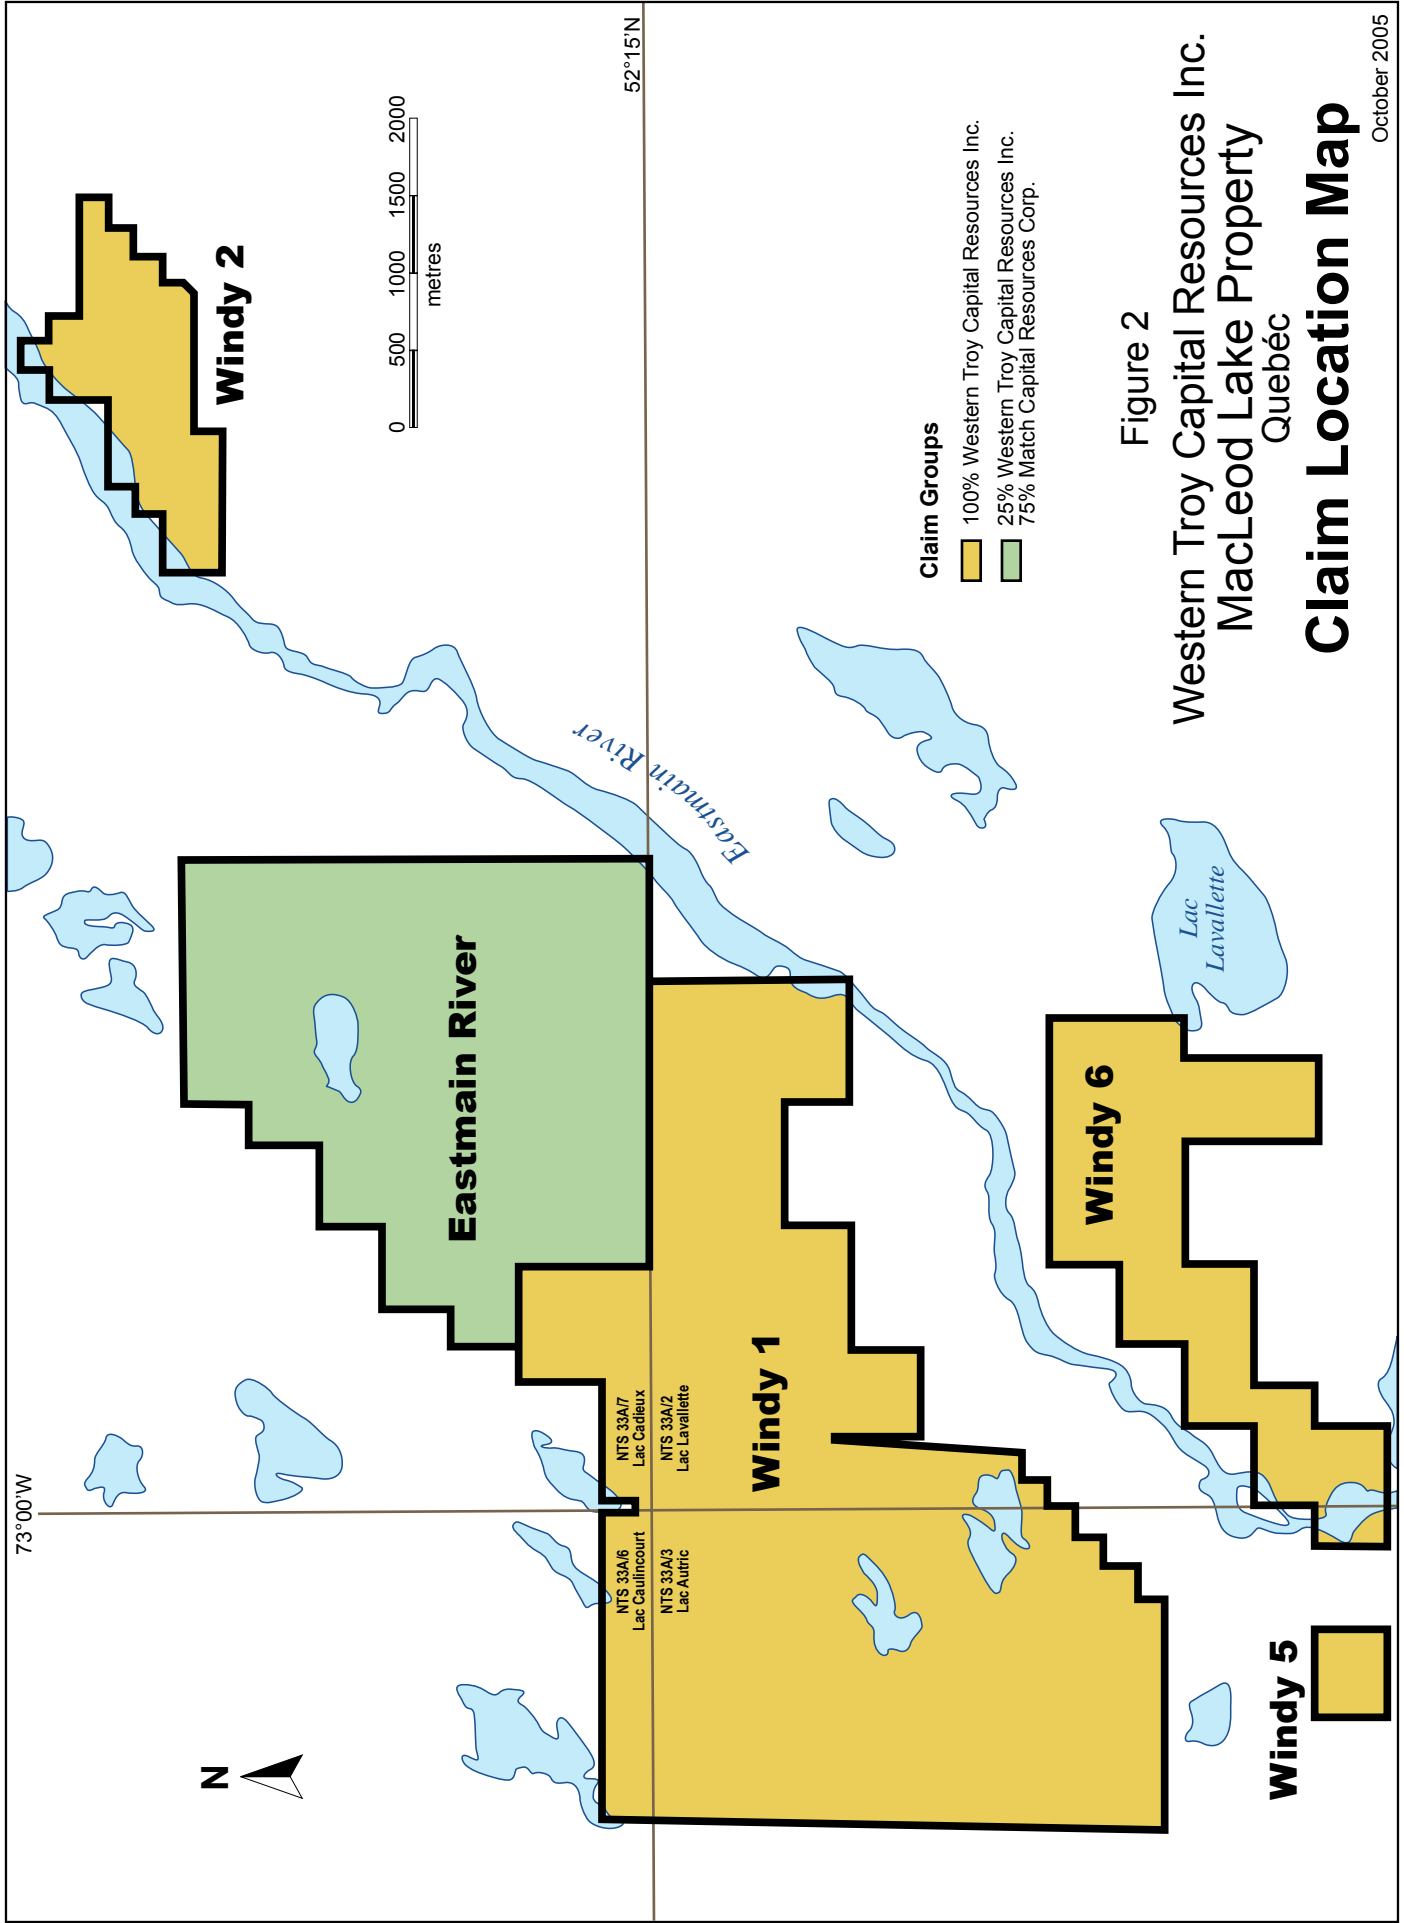 73°00'W
N
Windy 2
0 500 1000 1500 2000
metres
Eastmain River
52°15'N
Eastmain River
NTS 33A/6
Lac Caulincourt
NTS 33A/7
Lac Cadieux
NTS 33A/3
Lac Autric
NTS 33A/2
Lac Lavallette
Windy 1
Claim Groups
100% Western Troy Capital Resources Inc.
25% Western Troy Capital Resources Inc.
75% Match Capital Resources Corp.
Windy 6
Lac
Lavallette
Windy 5
Figure 2
Western Troy Capital Resources Inc.
MacLeod Lake Property
Quebéc
Claim Location Map
October 2005